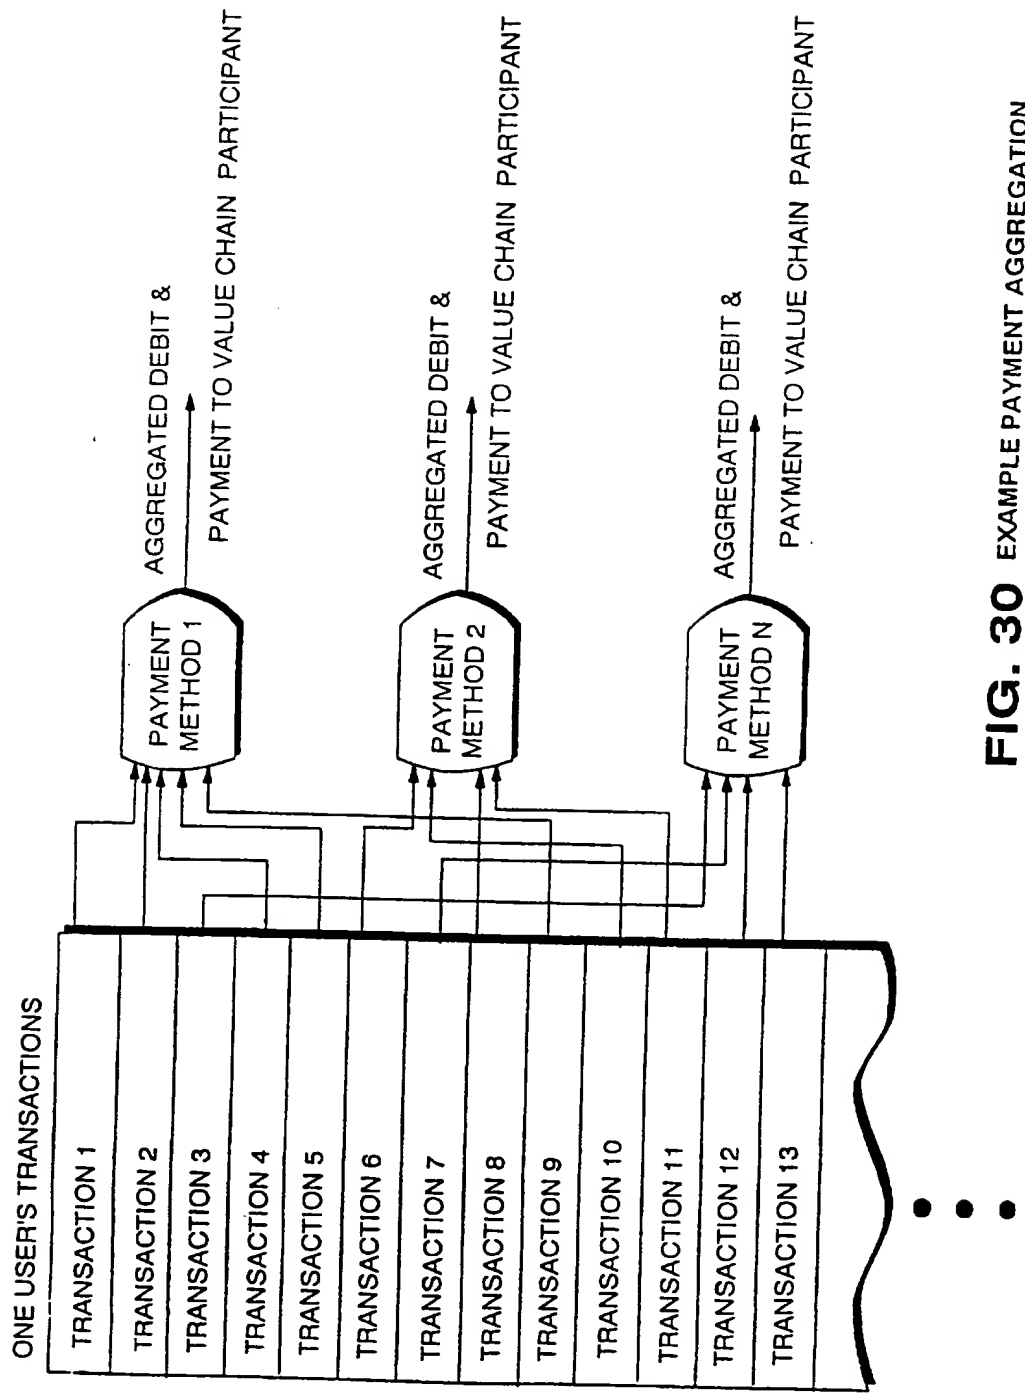 ONE USER'S TRANSACTIONS
TRANSACTION 1
TRANSACTION 2
TRANSACTION 3
TRANSACTION 4
TRANSACTION 5
TRANSACTION 6
TRANSACTION 7
TRANSACTION 8
TRANSACTION 9
TRANSACTION 10
TRANSACTION 11
TRANSACTION 12
TRANSACTION 13
PAYMENT
METHOD 1
AGGREGATED DEBIT &
PAYMENT TO VALUE CHAIN PARTICIPANT
PAYMENT
METHOD 2
AGGREGATED DEBIT &
PAYMENT TO VALUE CHAIN PARTICIPANT
PAYMENT
METHOD N
AGGREGATED DEBIT &
PAYMENT TO VALUE CHAIN PARTICIPANT
FIG. 30 EXAMPLE PAYMENT AGGREGATION